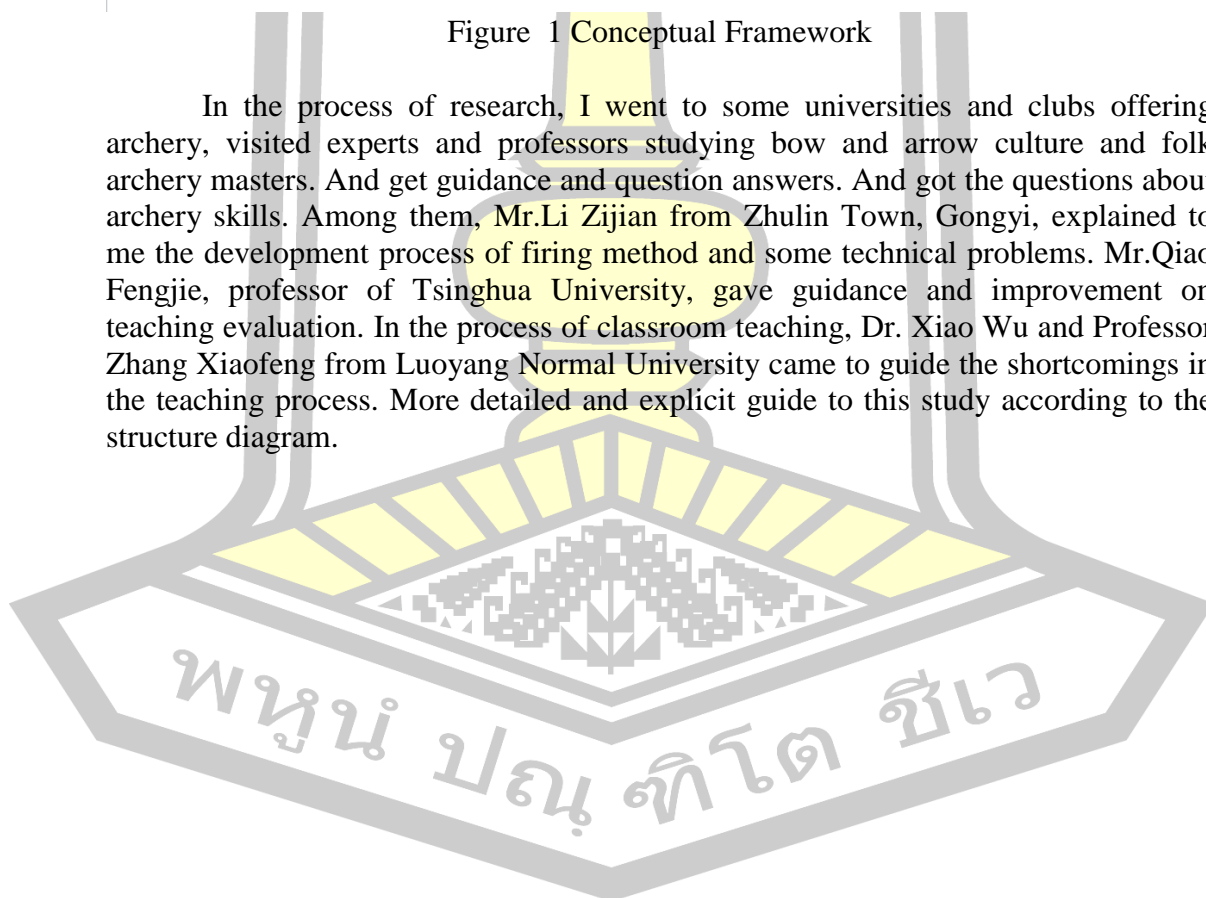 Figure 1 Conceptual Framework
In the process of research, I went to some universities and clubs offering
archery, visited experts and professors studying bow and arrow culture and folk
archery masters. And get guidance and question answers. And got the questions about
archery skills. Among them, Mr.Li Zijian from Zhulin Town, Gongyi, explained to
me the development process of firing method and some technical problems. Mr.Qiao
Fengjie, professor of Tsinghua University, gave guidance and improvement on
teaching evaluation. In the process of classroom teaching, Dr. Xiao Wu and Professor
Zhang Xiaofeng from Luoyang Normal University came to guide the shortcomings in
the teaching process. More detailed and explicit guide to this study according to the
structure diagram.
พหูนํ ปณฺฑิโต ชีเว